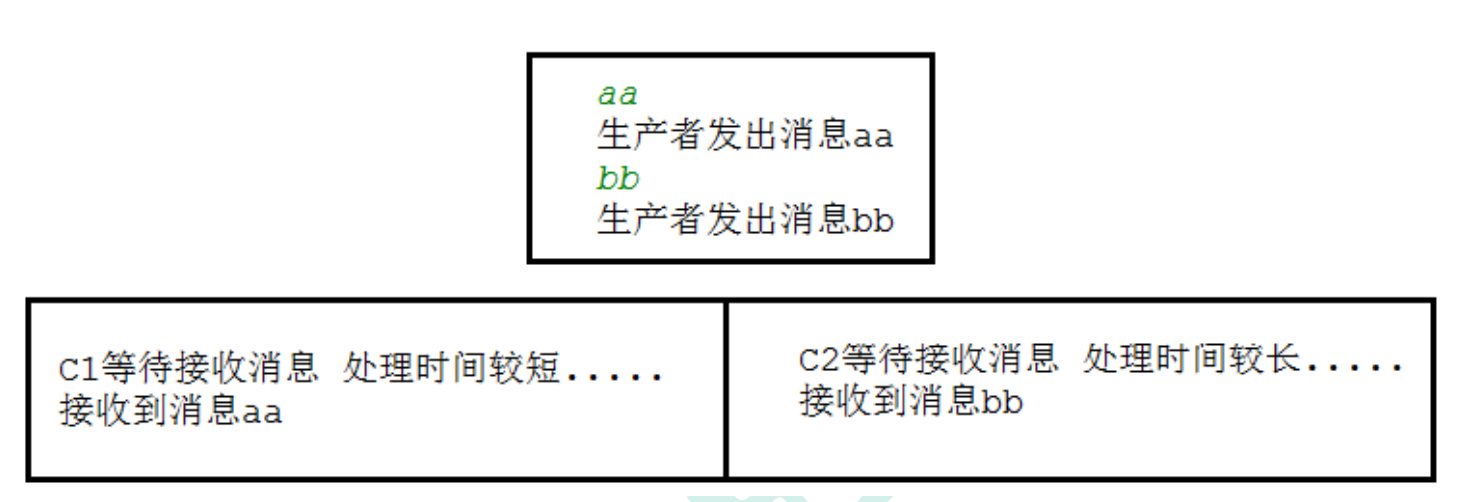 aa
生产者发出消息aa
bb
生产者发出消息bb
C1等待接收消息 处理时间较短.....
接收到消息aa
C2等待接收消息 处理时间较长.....
接收到消息bb